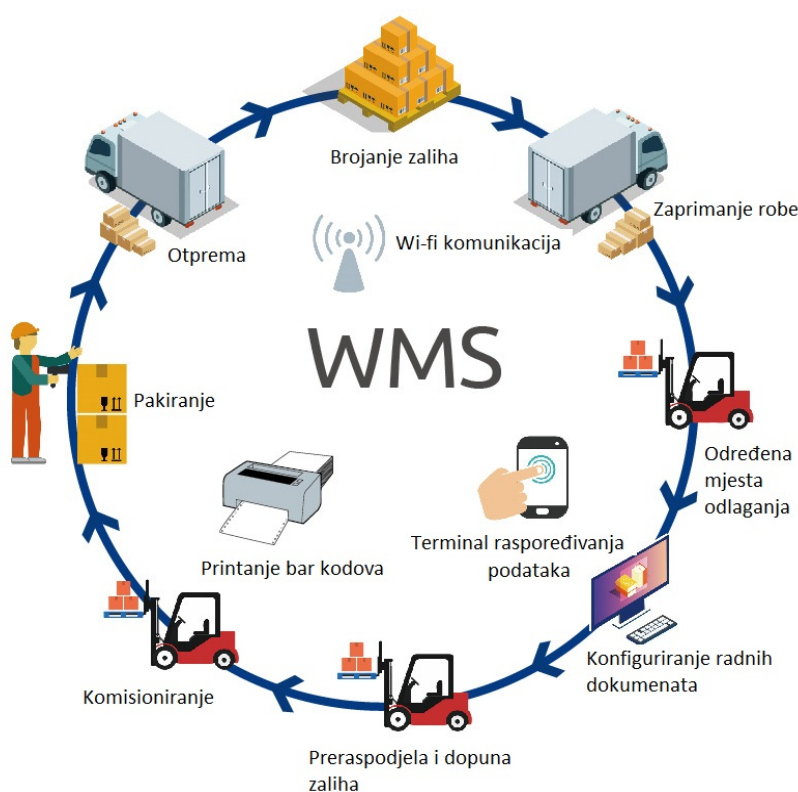 Brojanje zaliha
Zaprimanje robe
Otprema
Wi-fi komunikacija
WMS
Pakiranje
Određena
mjesta
odlaganja
Terminal raspoređivanja
podataka
Printanje bar kodova
Konfiguriranje radnih
dokumenata
Komisioniranje
Preraspodjela i dopuna
zaliha